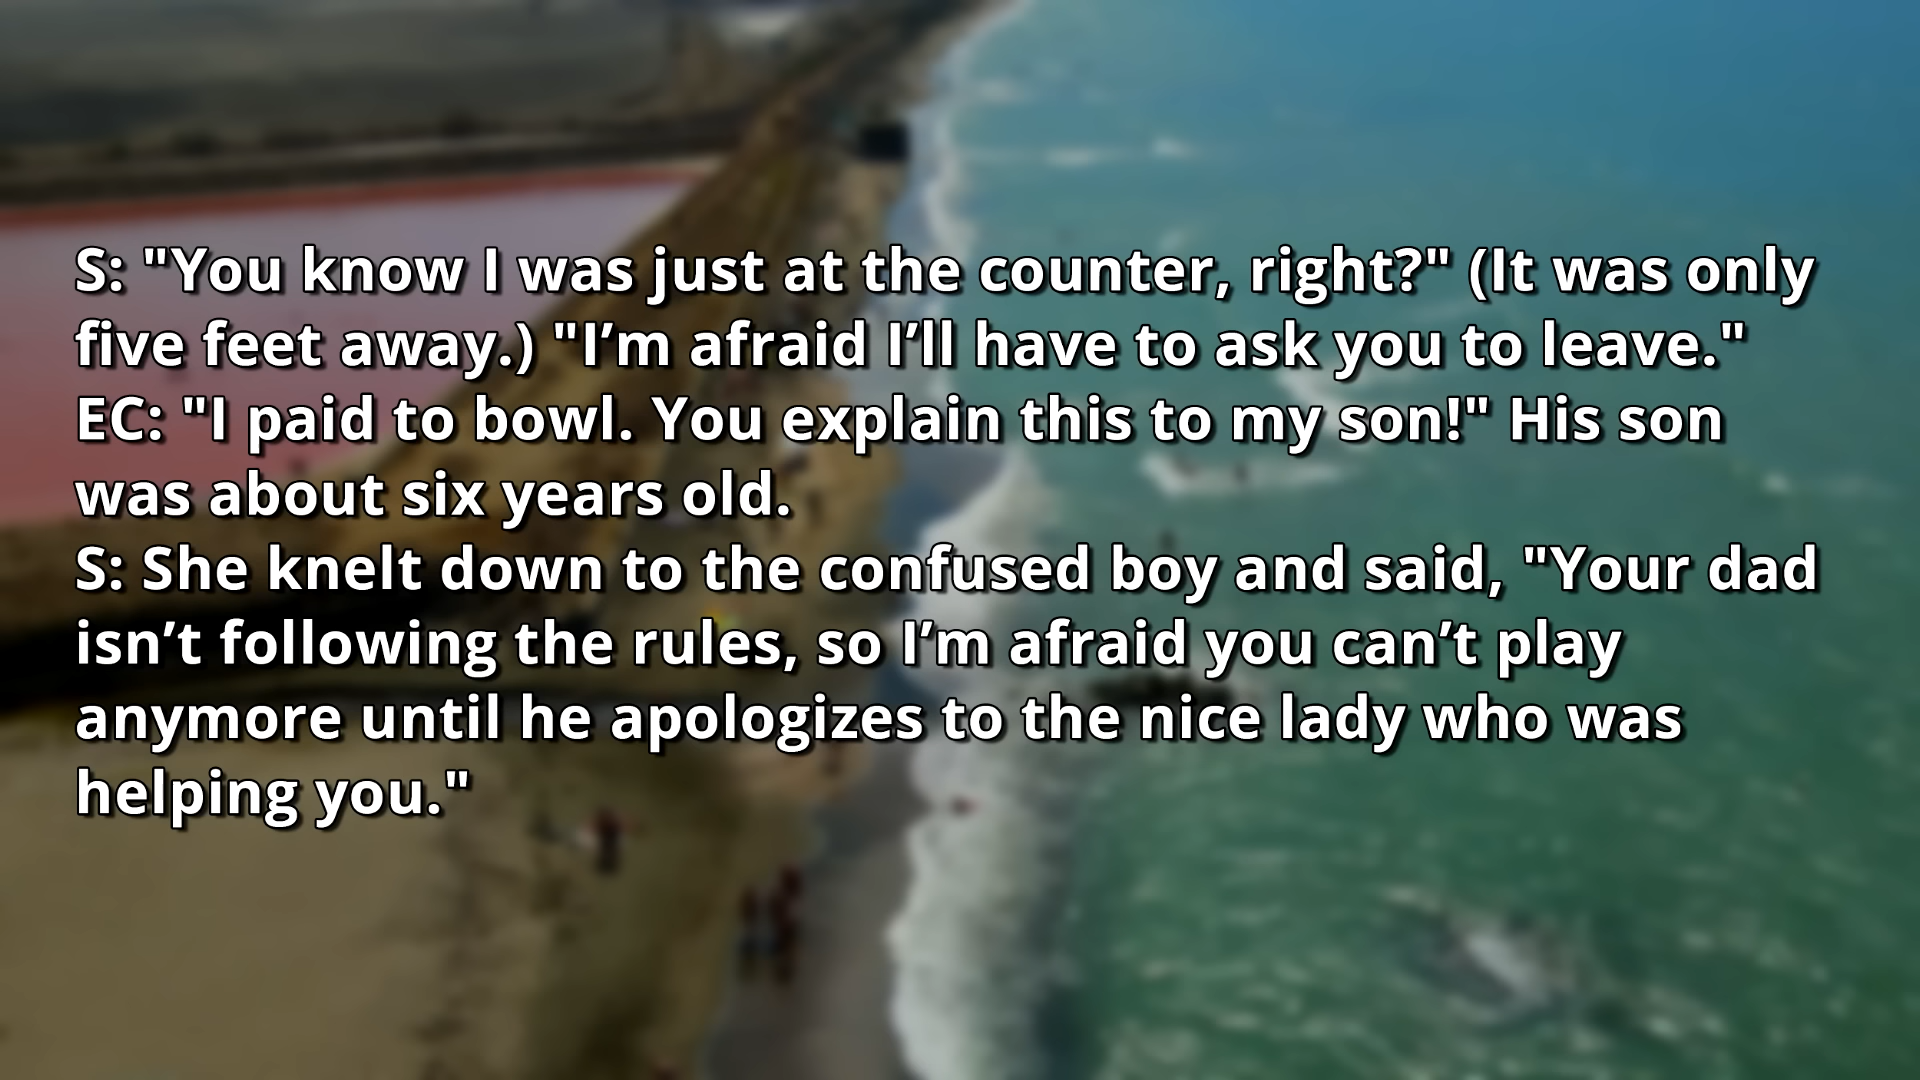 S: "You know I was just at the counter, right?" (It was only
five feet away.) "I’m afraid I’ll have to ask you to leave."
EC: "I paid to bowl. You explain this to my son!" His son
was about six years old.
S: She knelt down to the confused boy and said, "Your dad
isn’t following the rules, so I’m afraid you can’t play
anymore until he apologizes to the nice lady who was
helping you."